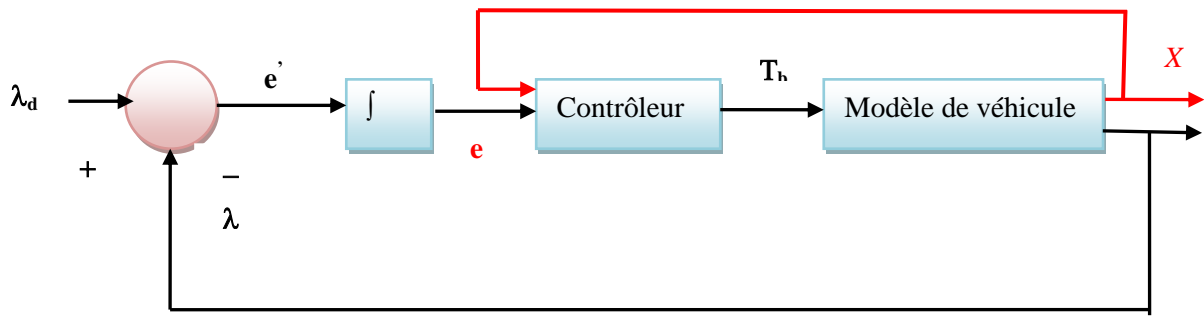 λd
+
e’
−
λ
∫
e
Contrôleur
Tb
Modèle de véhicule
X